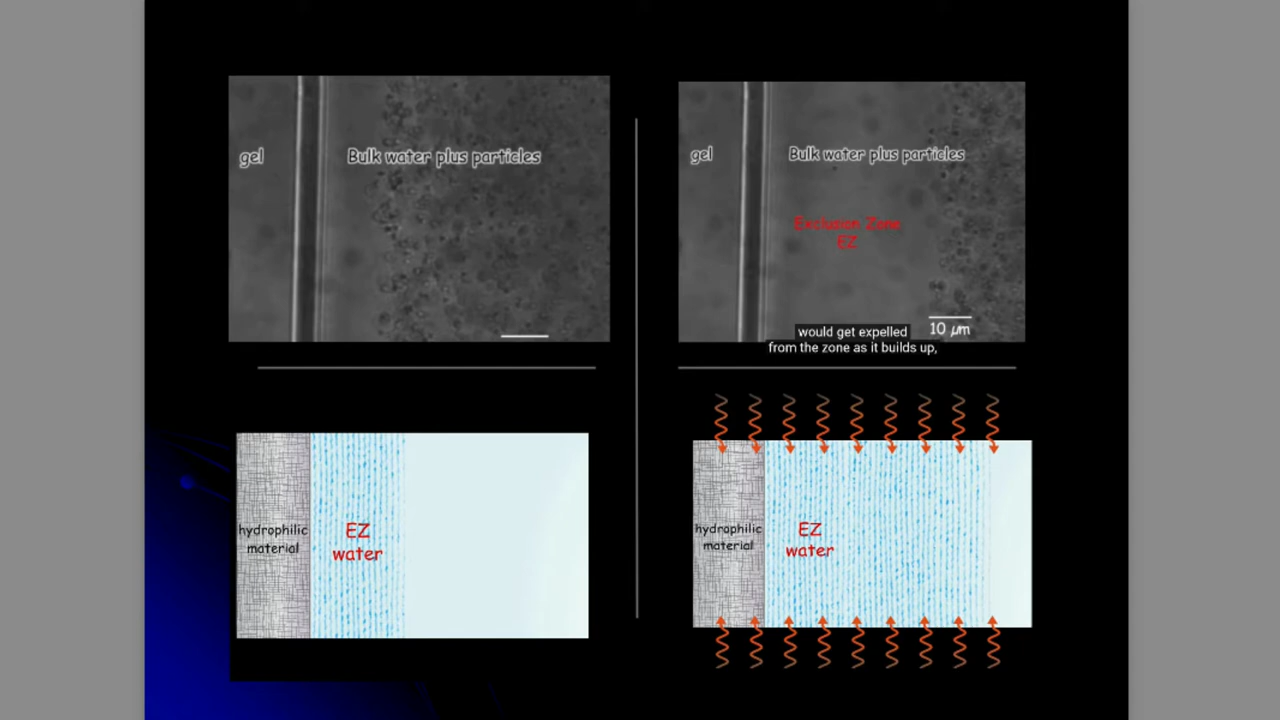 gel
Bulk water plus particles
gel
Bulk water plus particles
Exclusion Zone
EZ
10 µm
would get expelled
from the zone as it builds up,
hydrophilic
material
EZ
water
hydrophilic
material
EZ
water